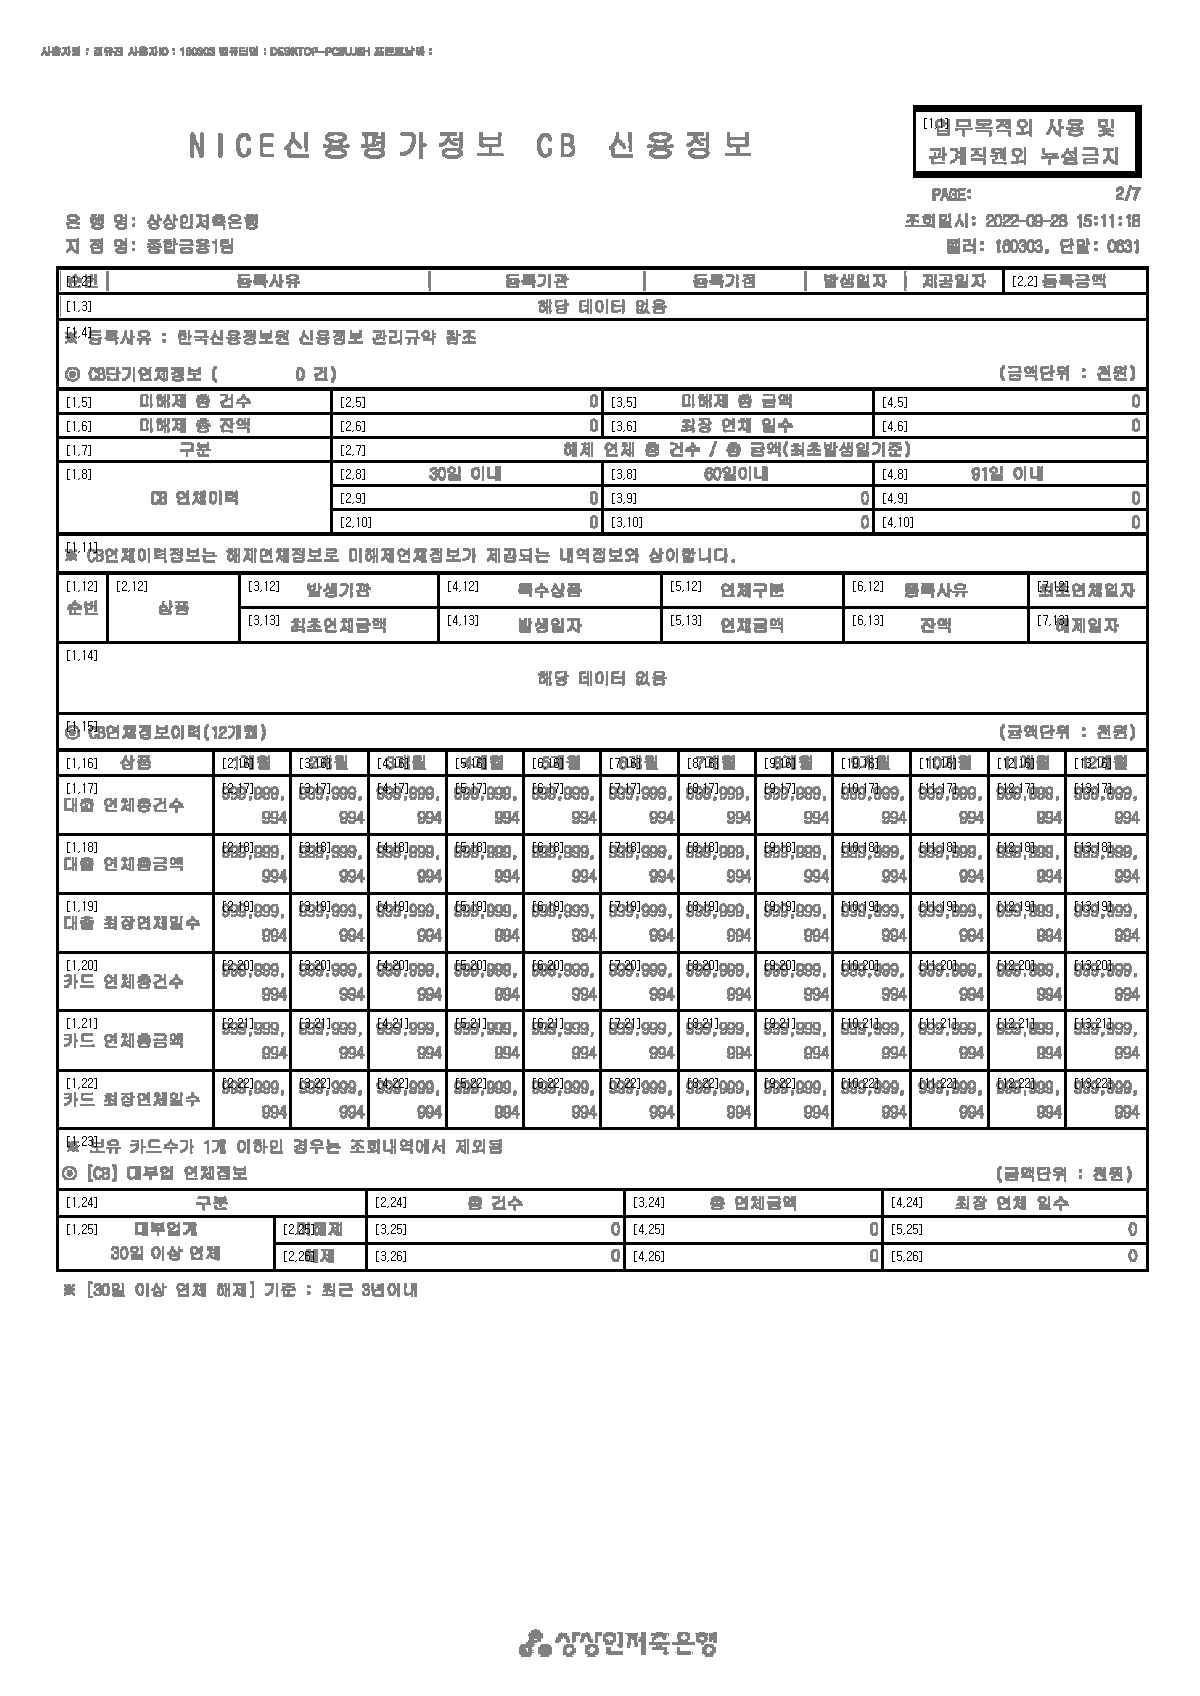 NICE신용평가정보 CB 신용정보
[1,1] 업무목적외 사용 및
관계직원외 누설금지
PAGE: 2/7
은 행 명: 상상인저축은행
조회일시: 2022-09-28 15:11:18
지 점 명: 종합금융1팀
텔러: 160303, 단말: 0631
[1,2] 순번 등록사유 등록기관 등록기점 발생일자 제공일자 [2,2] 등록금액
[1,3] 해당 데이터 없음
[1,4] ※ 등록사유 : 한국신용정보원 신용정보 관리규약 참조
◎ CB단기연체정보 ( 0 건) (금액단위 : 천원)
[1,5] 미해제 총 건수 [2,5] 0 [3,5] 미해제 총 금액 [4,5] 0
[1,6] 미해제 총 잔액 [2,6] 0 [3,6] 최장 연체 일수 [4,6] 0
[1,7] 구분 [2,7] 해제 연체 총 건수 / 총 금액(최초발생일기준)
[1,8] [2,8] 30일 이내 [3,8] 60일이내 [4,8] 91일 이내
CB 연체이력 [2,9] 0 [3,9] 0 [4,9] 0
[2,10] 0 [3,10] 0 [4,10] 0
[1,11] ※ CB연체이력정보는 해제연체정보로 미해제연체정보가 제공되는 내역정보와 상이합니다.
[1,12] 순번 [2,12] 상품 [3,12] 발생기관 [4,12] 특수상품 [5,12] 연체구분 [6,12] 등록사유 [7,12] 최초연체일자
[3,13] 최초연체금액 [4,13] 발생일자 [5,13] 연체금액 [6,13] 잔액 [7,13] 해제일자
[1,14]
해당 데이터 없음
[1,15] ◎ CB연체정보이력(12개월) (금액단위 : 천원)
[1,16] 상품 [2,16] 1개월 [3,16] 2개월 [4,16] 3개월 [5,16] 4개월 [6,16] 5개월 [7,16] 6개월 [8,16] 7개월 [9,16] 8개월 [10,16] 9개월 [11,16] 10개월 [12,16] 11개월 [13,16] 12개월
[1,17] [2,17] 999,999, [3,17] 999,999, [4,17] 999,999, [5,17] 999,999, [6,17] 999,999, [7,17] 999,999, [8,17] 999,999, [9,17] 999,999, [10,17] 999,999, [11,17] 999,999, [12,17] 999,999, [13,17] 999,999,
대출 연체총건수 994 994 994 994 994 994 994 994 994 994 994 994
[1,18] [2,18] 999,999, [3,18] 999,999, [4,18] 999,999, [5,18] 999,999, [6,18] 999,999, [7,18] 999,999, [8,18] 999,999, [9,18] 999,999, [10,18] 999,999, [11,18] 999,999, [12,18] 999,999, [13,18] 999,999,
대출 연체총금액 994 994 994 994 994 994 994 994 994 994 994 994
[1,19] [2,19] 999,999, [3,19] 999,999, [4,19] 999,999, [5,19] 999,999, [6,19] 999,999, [7,19] 999,999, [8,19] 999,999, [9,19] 999,999, [10,19] 999,999, [11,19] 999,999, [12,19] 999,999, [13,19] 999,999,
대출 최장연체일수 994 994 994 994 994 994 994 994 994 994 994 994
[1,20] [2,20] 999,999, [3,20] 999,999, [4,20] 999,999, [5,20] 999,999, [6,20] 999,999, [7,20] 999,999, [8,20] 999,999, [9,20] 999,999, [10,20] 999,999, [11,20] 999,999, [12,20] 999,999, [13,20] 999,999,
카드 연체총건수 994 994 994 994 994 994 994 994 994 994 994 994
[1,21] [2,21] 999,999, [3,21] 999,999, [4,21] 999,999, [5,21] 999,999, [6,21] 999,999, [7,21] 999,999, [8,21] 999,999, [9,21] 999,999, [10,21] 999,999, [11,21] 999,999, [12,21] 999,999, [13,21] 999,999,
카드 연체총금액 994 994 994 994 994 994 994 994 994 994 994 994
[1,22] [2,22] 999,999, [3,22] 999,999, [4,22] 999,999, [5,22] 999,999, [6,22] 999,999, [7,22] 999,999, [8,22] 999,999, [9,22] 999,999, [10,22] 999,999, [11,22] 999,999, [12,22] 999,999, [13,22] 999,999,
카드 최장연체일수 994 994 994 994 994 994 994 994 994 994 994 994
[1,23] ※ 보유 카드수가 1개 이하인 경우는 조회내역에서 제외됨
◎ [CB] 대부업 연체정보 (금액단위 : 천원)
[1,24] 구분 [2,24] 총 건수 [3,24] 총 연체금액 [4,24] 최장 연체 일수
[1,25] 대부업계 [2,25] 미해제 [3,25] 0 [4,25] 0 [5,25] 0
30일 이상 연체 [2,26] 해제 [3,26] 0 [4,26] 0 [5,26] 0
※ [30일 이상 연체 해제] 기준 : 최근 3년이내
상상인저축은행